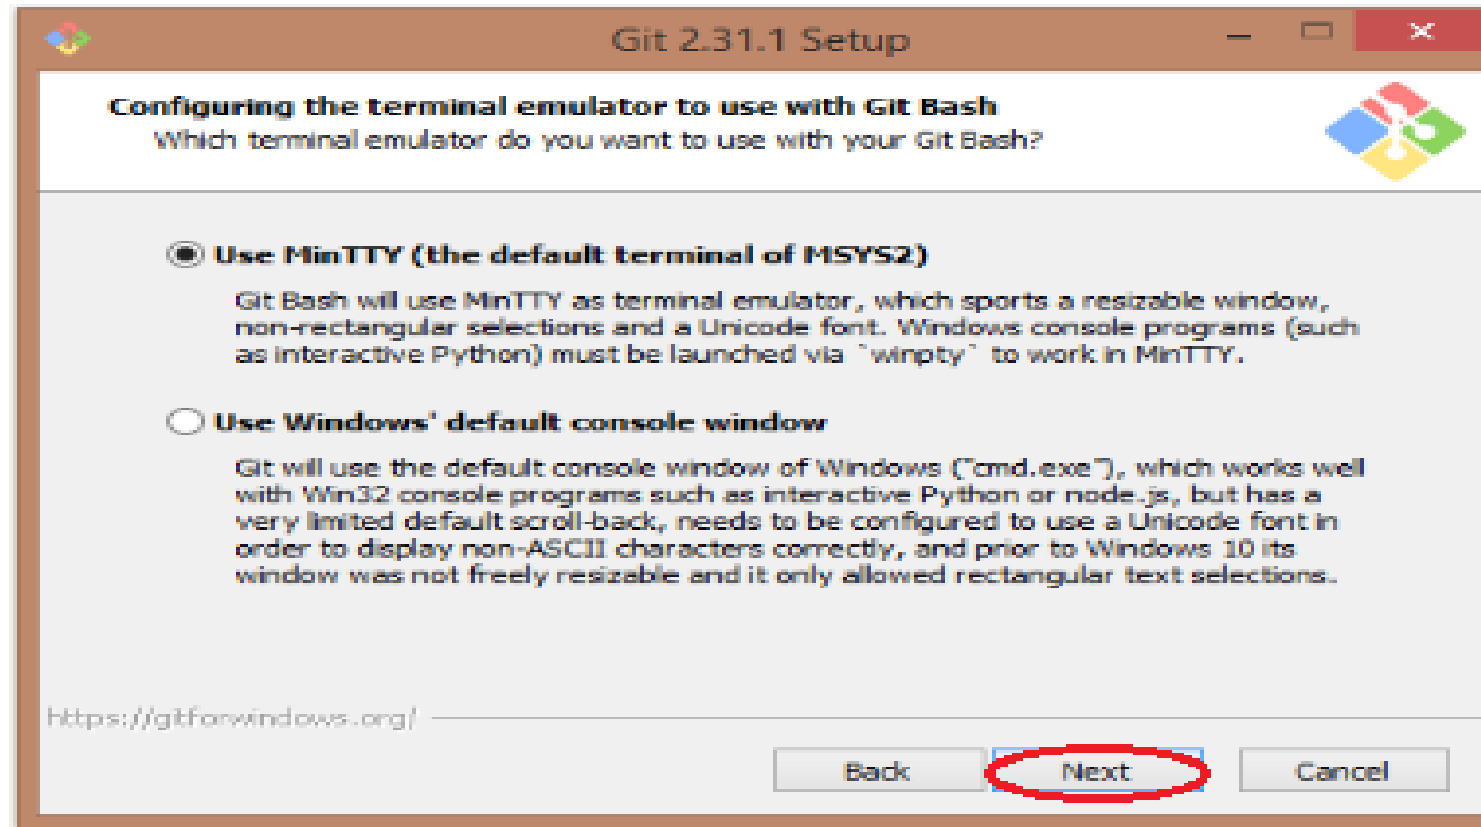 Git 2.31.1 Setup
Configuring the terminal emulator to use with Git Bash
Which terminal emulator do you want to use with your Git Bash?
Use MinTTY (the default terminal of MSYS2)
Git Bash will use MinTTY as terminal emulator, which sports a resizable window,
non-rectangular selections and a Unicode font. Windows console programs (such
as interactive Python) must be launched via `winpty` to work in MinTTY.
Use Windows' default console window
Git will use the default console window of Windows ("cmd.exe"), which works well
with Win32 console programs such as interactive Python or node.js, but has a
very limited default scroll-back, needs to be configured to use a Unicode font in
order to display non-ASCII characters correctly, and prior to Windows 10 its
window was not freely resizable and it only allowed rectangular text selections.
https://gitforwindows.org/
Back Next Cancel